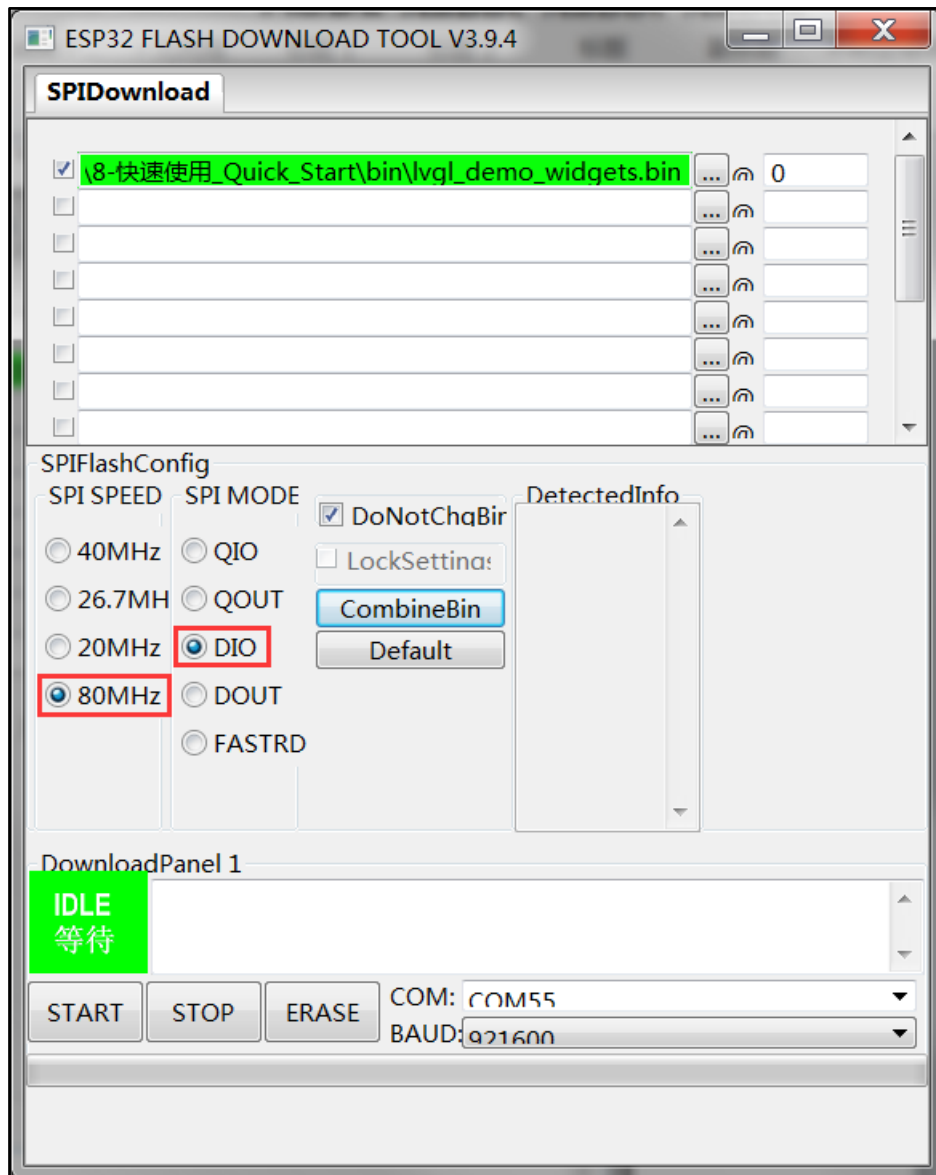 ESP32 FLASH DOWNLOAD TOOL V3.9.4
SPIDownload
\8-快速使用_Quick_Start\bin\lvgl_demo_widgets.bin ... @ 0
... @
... @
... @
... @
... @
... @
... @
SPIFlashConfig
SPI SPEED SPI MODE DetectedInfo
DoNotChgBin
40MHz QIO
LockSettings
26.7MH QOUT CombineBin
20MHz DIO Default
80MHz DOUT
FASTRD
DownloadPanel 1
IDLE
等待
START STOP ERASE COM: COM55
BAUD: 921600